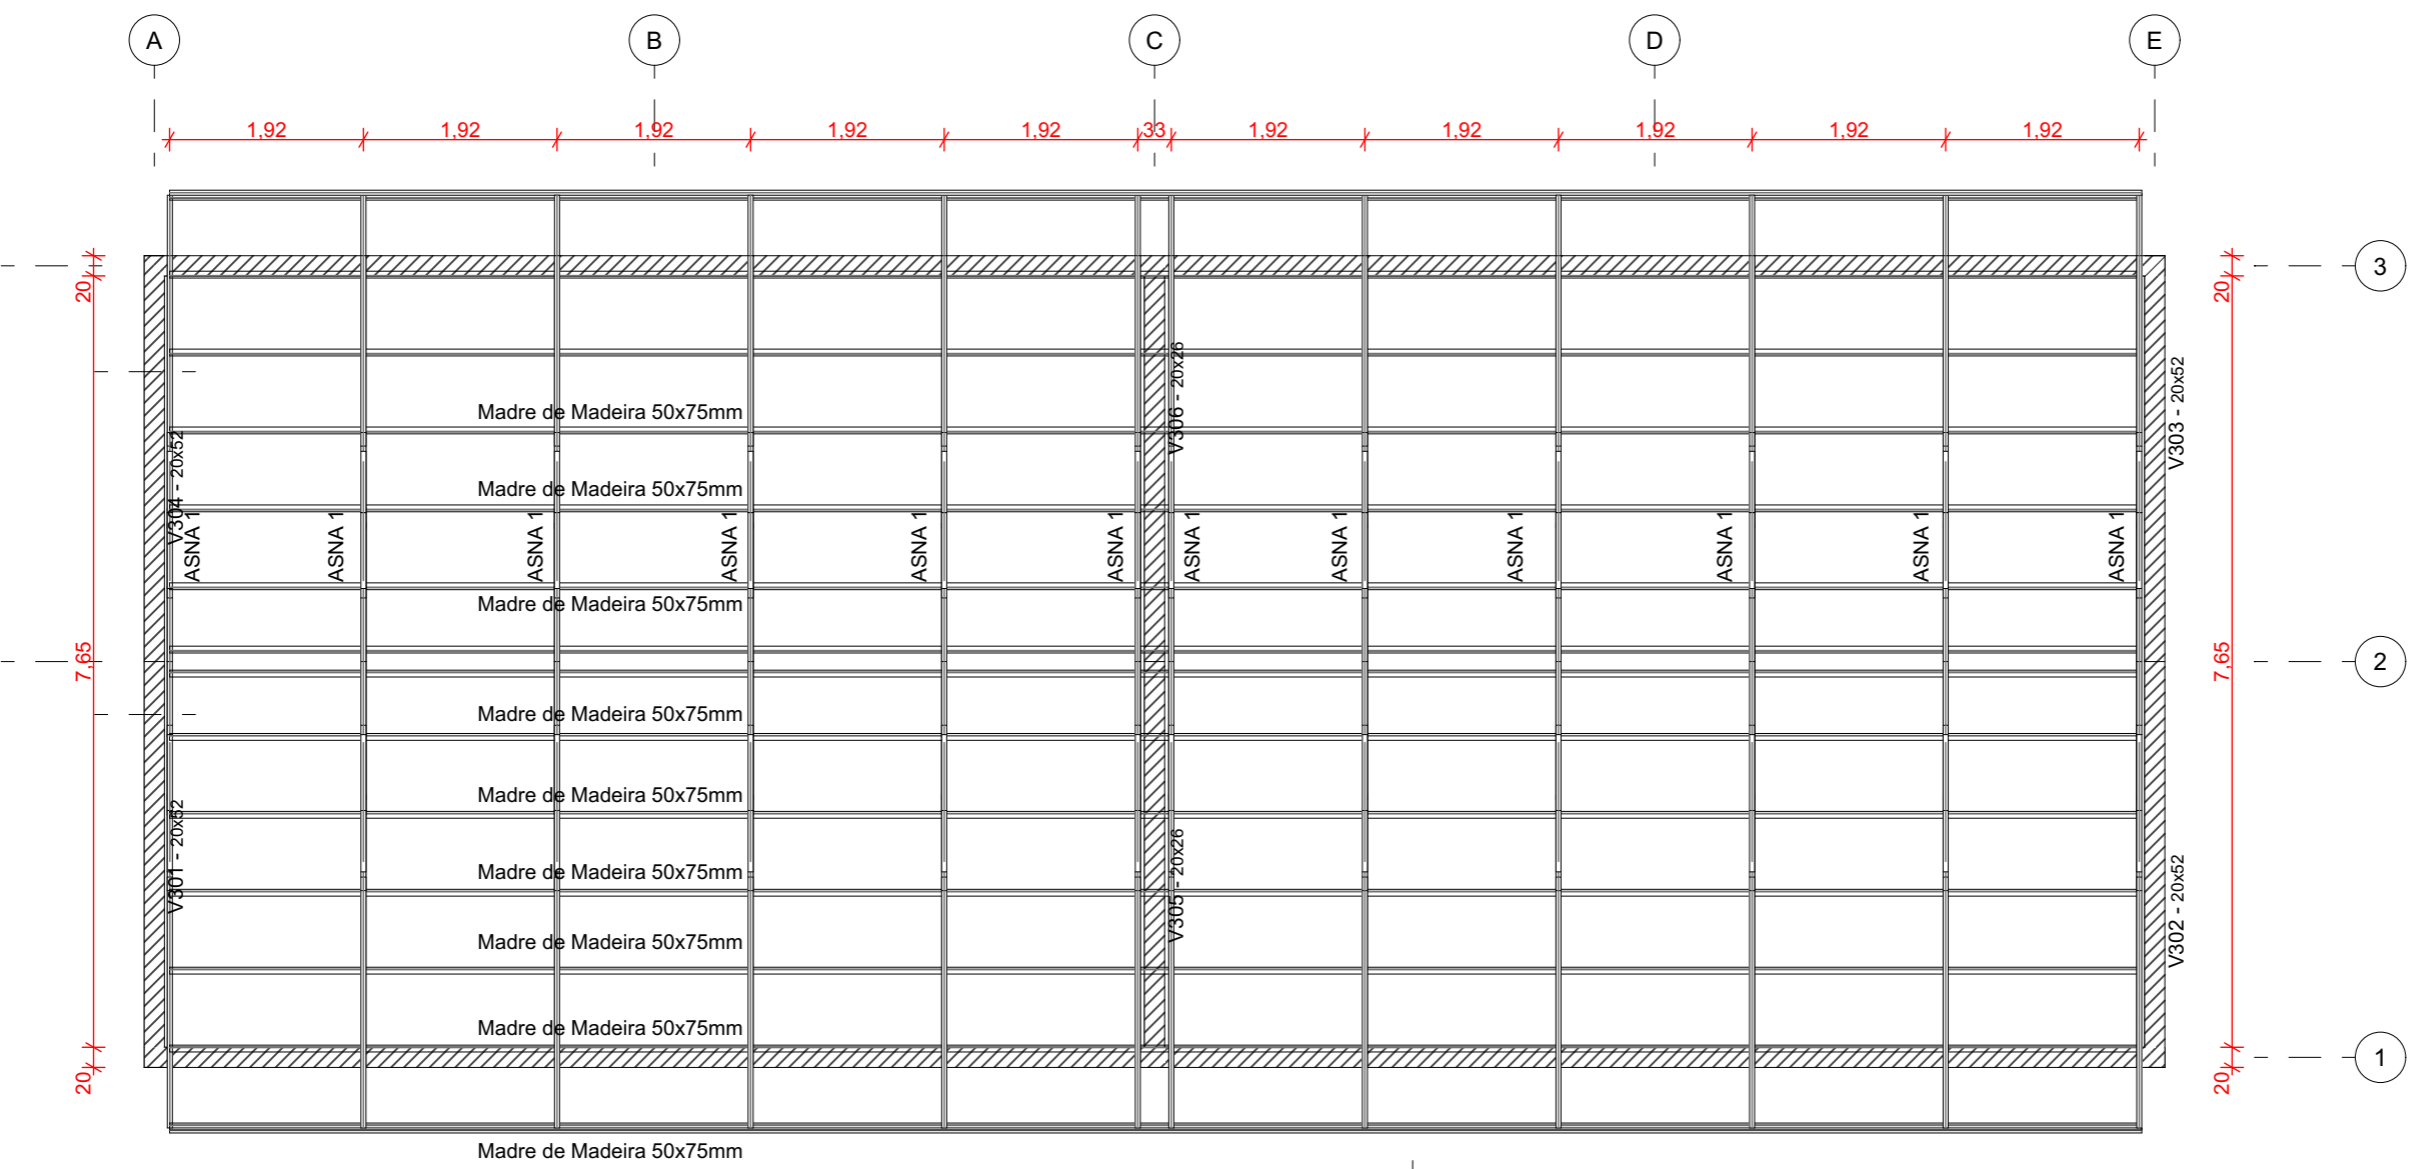 A B C D E
1,92 1,92 1,92 1,92 1,92 33 1,92 1,92 1,92 1,92 1,92
3
20 20
V306 - 20x26
V303 - 20x52
Madre de Madeira 50x75mm
V304 - 20x52
Madre de Madeira 50x75mm
ASNA 1 ASNA 1 ASNA 1 ASNA 1 ASNA 1 ASNA 1 ASNA 1 ASNA 1 ASNA 1 ASNA 1 ASNA 1 ASNA 1
Madre de Madeira 50x75mm
7,65 7,65
2
Madre de Madeira 50x75mm
Madre de Madeira 50x75mm
V301 - 20x52
Madre de Madeira 50x75mm
V305 - 20x26
V302 - 20x52
Madre de Madeira 50x75mm
Madre de Madeira 50x75mm
1
20 20
Madre de Madeira 50x75mm